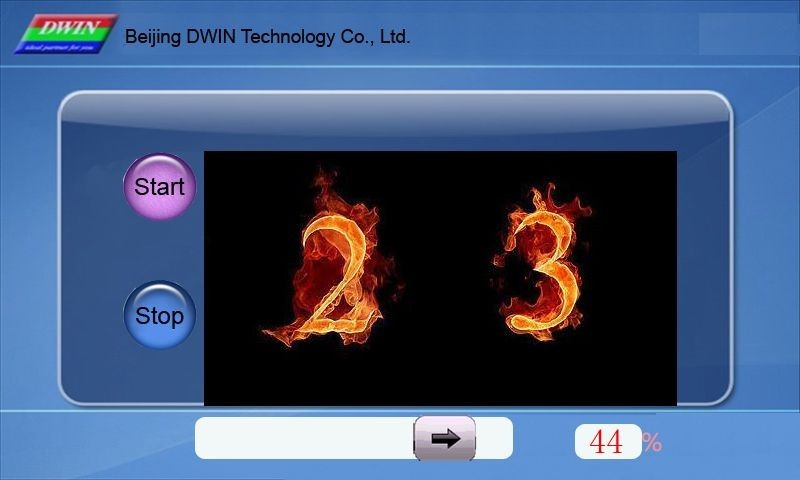 DWIN
ideal partner for you
Beijing DWIN Technology Co., Ltd.
Start
2 3
Stop
44 %